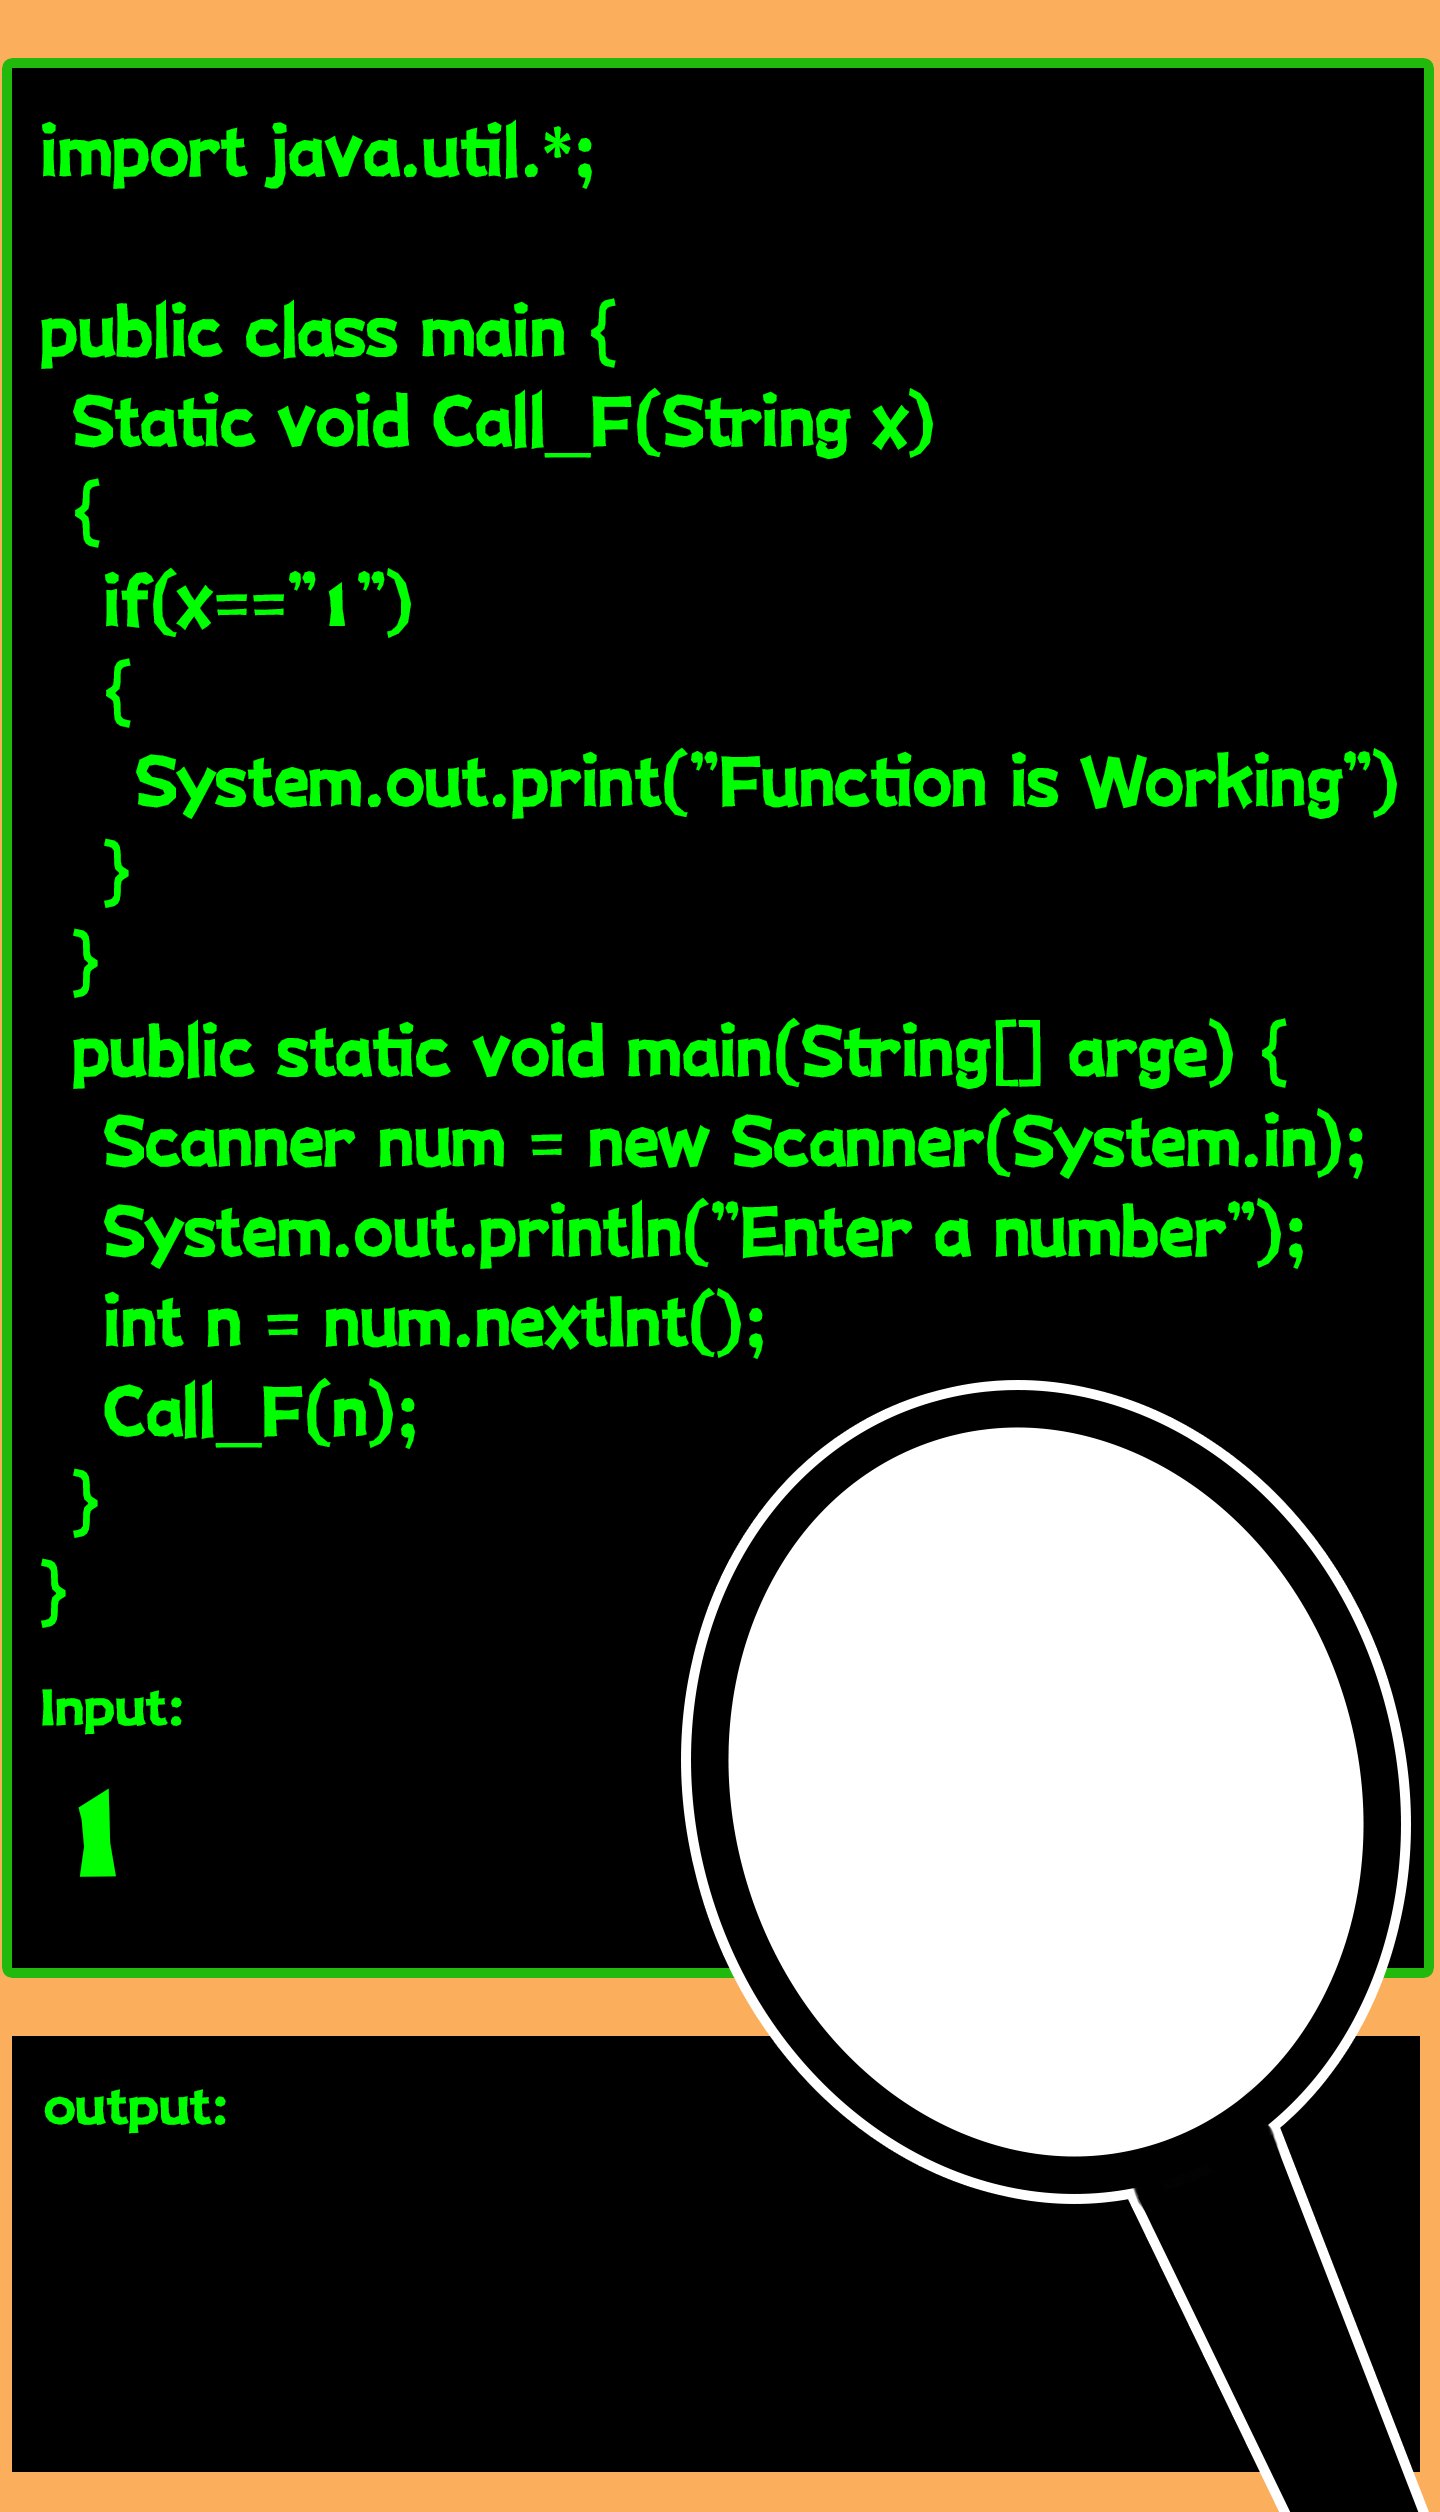 import java.util.*;
public class main {
Static void Call_F(String x)
{
if(x=="1")
{
System.out.print("Function is Working")
}
}
public static void main(String[] arge) {
Scanner num = new Scanner(System.in);
System.out.println("Enter a number");
int n = num.nextInt();
Call_F(n);
}
}
Input:
1
output: